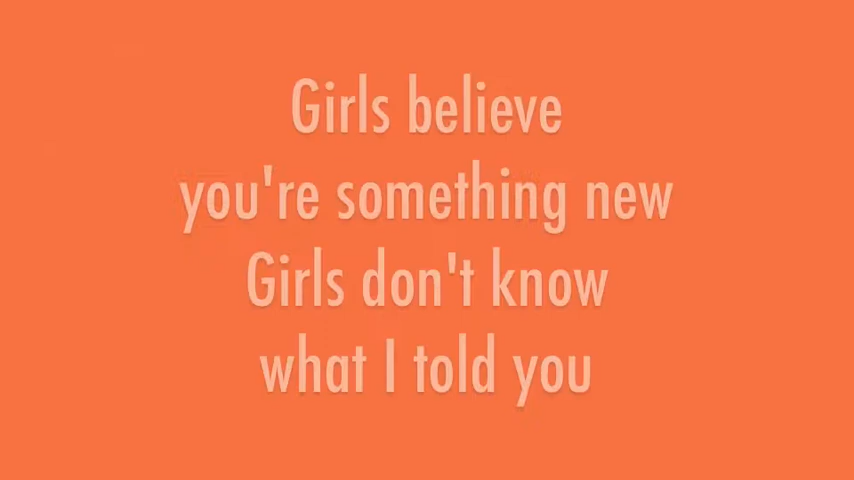 Girls believe
you're something new
Girls don't know
what I told you